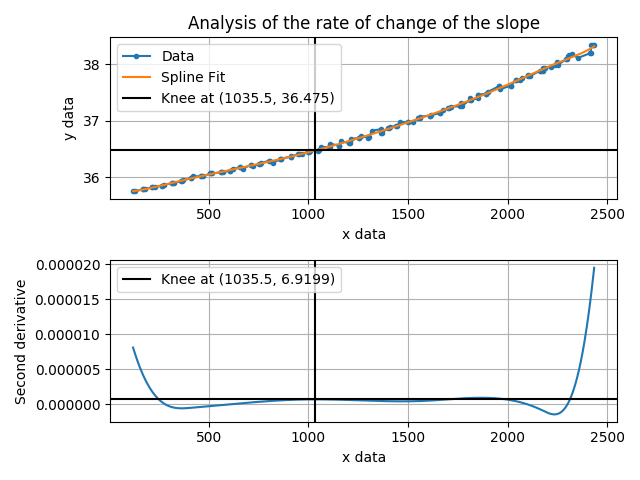 Analysis of the rate of change of the slope
Data
Spline Fit
Knee at (1035.5, 36.475)
38
37
36
y data
500
1000
1500
2000
2500
x data
Knee at (1035.5, 6.9199)
0.000020
0.000015
0.000010
0.000005
0.000000
Second derivative
500
1000
1500
2000
2500
x data